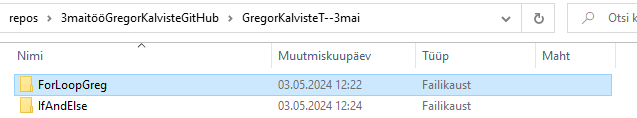 repos > 3maitööGregorKalvisteGitHub > GregorKalvisteT--3mai Otsi k
Nimi Muutmiskuupäev Tüüp Maht
ForLoopGreg 03.05.2024 12:22 Failikaust
IfAndElse 03.05.2024 12:24 Failikaust